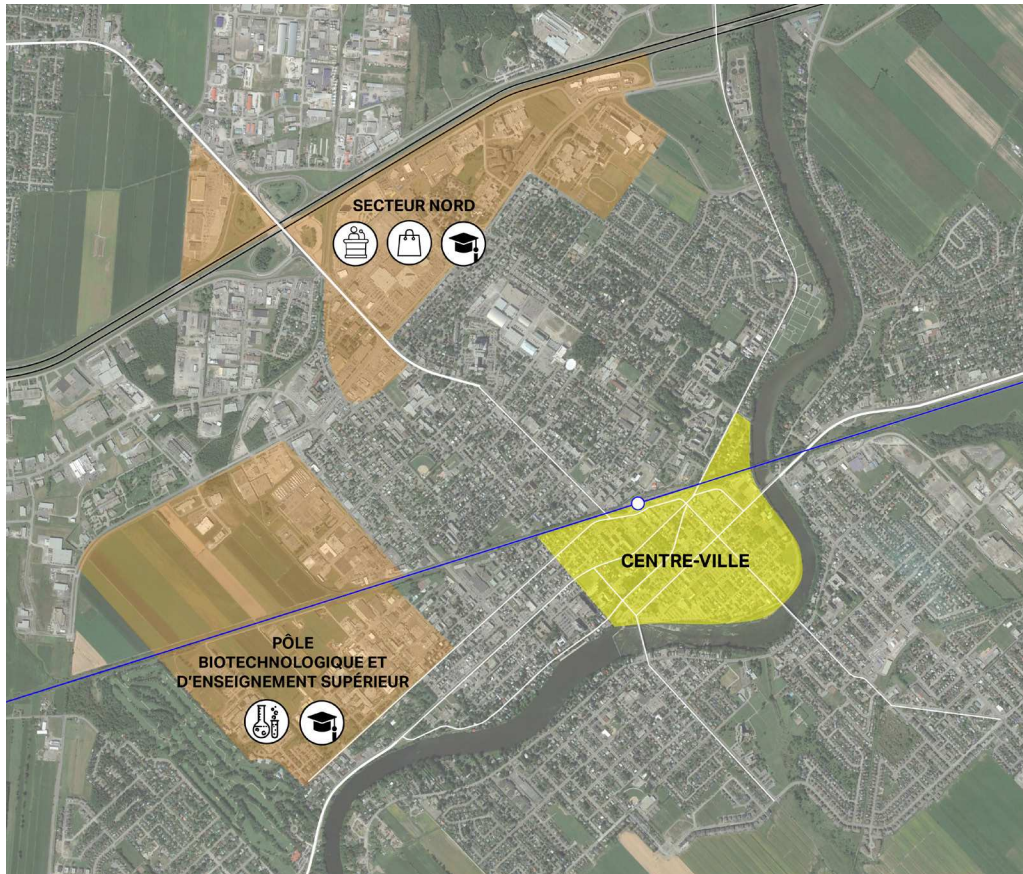 SECTEUR NORD
CENTRE-VILLE
PÔLE
BIOTECHNOLOGIQUE ET
D'ENSEIGNEMENT SUPÉRIEUR